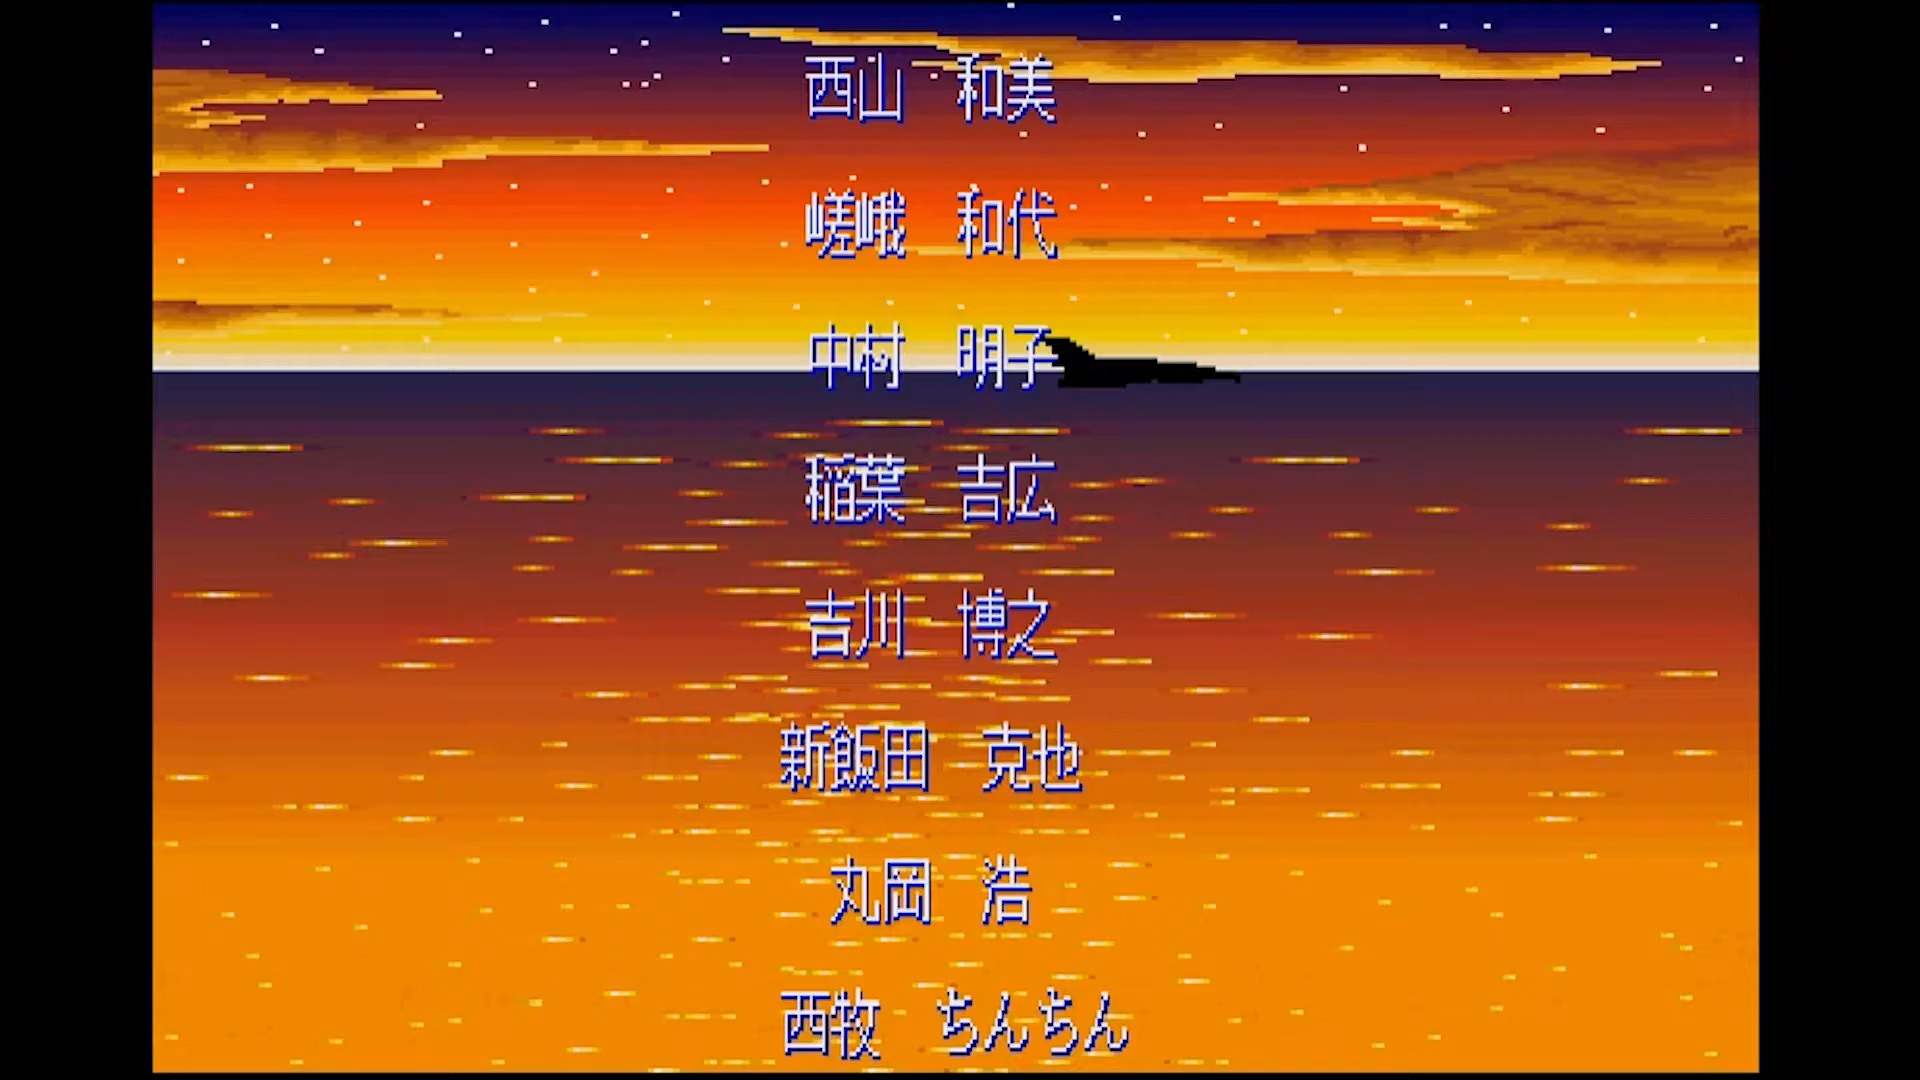 西山　和美
嵯峨　和代
中村　明子
稲葉　吉広
吉川　博之
新飯田　克也
丸岡　浩
西牧　ちんちん